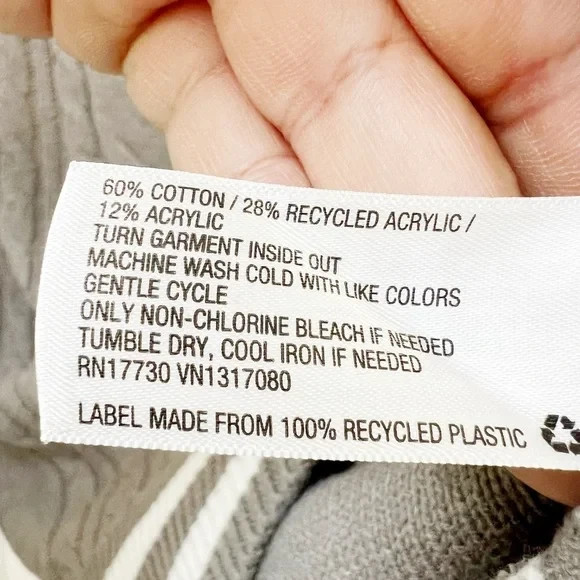 60% COTTON / 28% RECYCLED ACRYLIC /
12% ACRYLIC
TURN GARMENT INSIDE OUT
MACHINE WASH COLD WITH LIKE COLORS
GENTLE CYCLE
ONLY NON-CHLORINE BLEACH IF NEEDED
TUMBLE DRY, COOL IRON IF NEEDED
RN17730 VN1317080
LABEL MADE FROM 100% RECYCLED PLASTIC